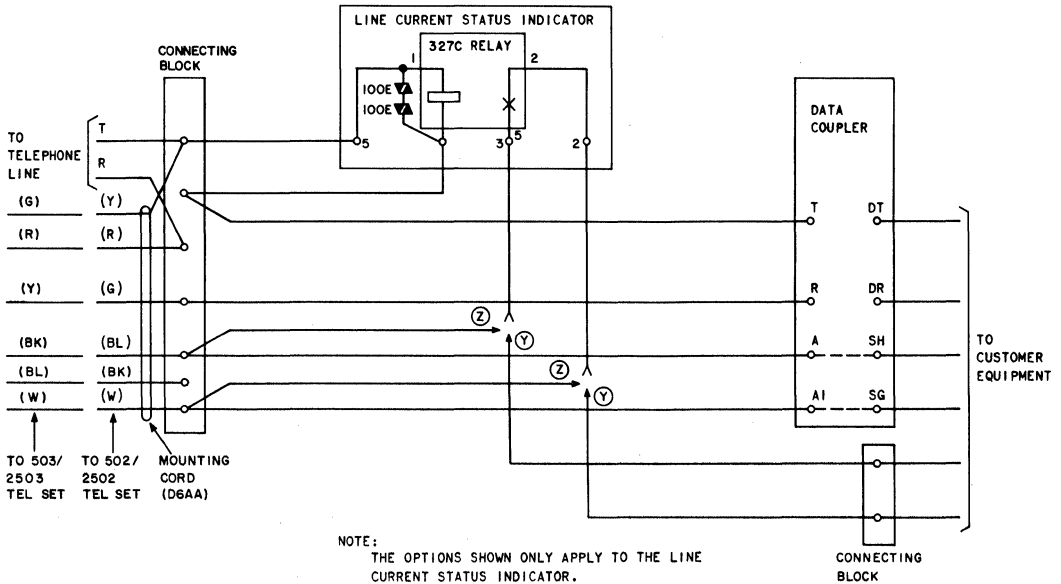 LINE CURRENT STATUS INDICATOR
327C RELAY
1
2
100E
100E
5
5
3
2
CONNECTING
BLOCK
TO
TELEPHONE
LINE
T
R
(G)
(Y)
(R)
(R)
(Y)
(G)
(BK)
(BL)
(BL)
(BK)
(W)
(W)
TO 503/
2503
TEL SET
TO 502/
2502
TEL SET
MOUNTING
CORD
(D6AA)
Z
Y
Z
Y
DATA
COUPLER
T
DT
R
DR
A
SH
A1
SG
TO
CUSTOMER
EQUIPMENT
CONNECTING
BLOCK
NOTE:
THE OPTIONS SHOWN ONLY APPLY TO THE LINE
CURRENT STATUS INDICATOR.